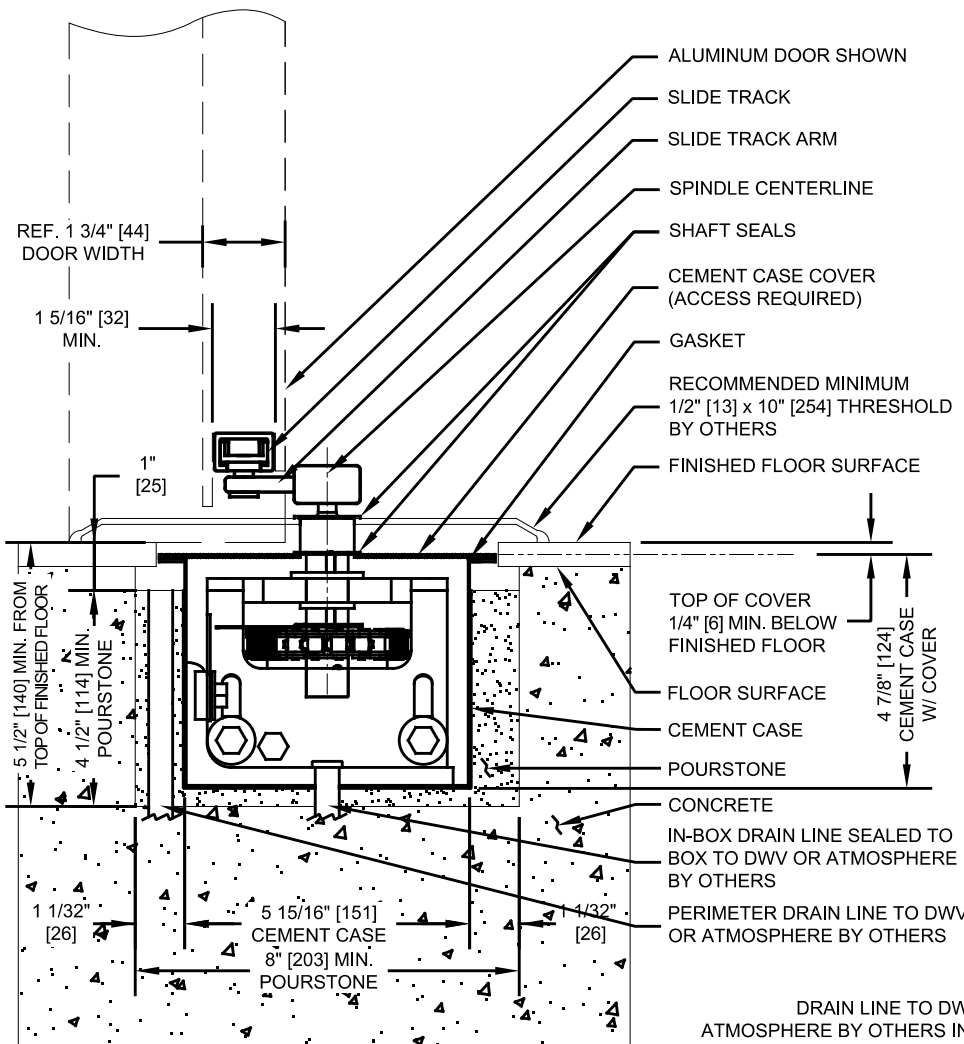 ALUMINUM DOOR SHOWN
SLIDE TRACK
SLIDE TRACK ARM
SPINDLE CENTERLINE
SHAFT SEALS
CEMENT CASE COVER
(ACCESS REQUIRED)
GASKET
RECOMMENDED MINIMUM
1/2" [13] x 10" [254] THRESHOLD
BY OTHERS
FINISHED FLOOR SURFACE
REF. 1 3/4" [44]
DOOR WIDTH
1 5/16" [32]
MIN.
1"
[25]
5 1/2" [140] MIN. FROM
TOP OF FINISHED FLOOR
4 1/2" [114] MIN.
POURSTONE
TOP OF COVER
1/4" [6] MIN. BELOW
FINISHED FLOOR
4 7/8" [124]
CEMENT CASE
W/ COVER
FLOOR SURFACE
CEMENT CASE
POURSTONE
CONCRETE
IN-BOX DRAIN LINE SEALED TO
BOX TO DWV OR ATMOSPHERE
BY OTHERS
PERIMETER DRAIN LINE TO DWV
OR ATMOSPHERE BY OTHERS
1 1/32"
[26]
5 15/16" [151]
CEMENT CASE
8" [203] MIN.
POURSTONE
1 1/32"
[26]
DRAIN LINE TO DW
ATMOSPHERE BY OTHERS IN